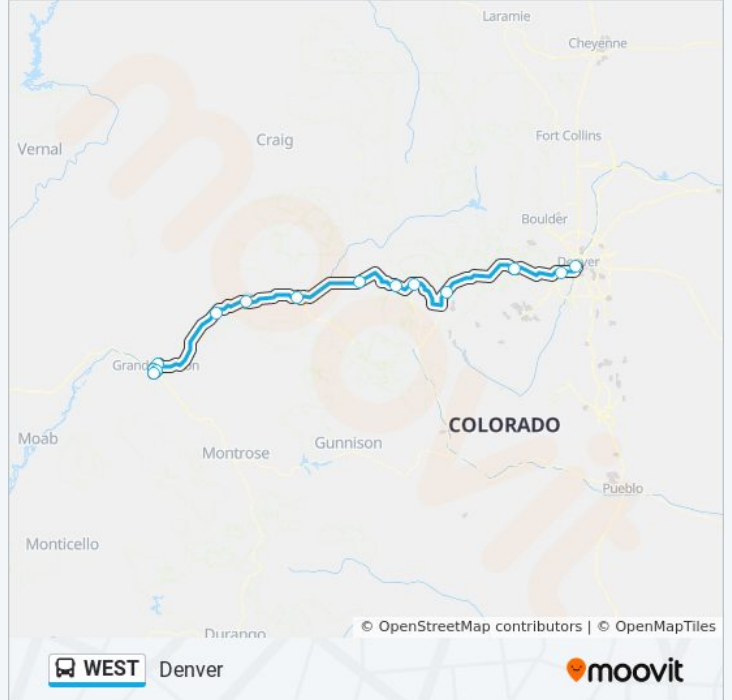 Laramie
Cheyenne
Fort Collins
Craig
Vernal
Boulder
Denver
Grand Junction
COLORADO
Moab
Gunnison
Montrose
Pueblo
Monticello
Durango
© OpenStreetMap contributors | © OpenMapTiles
WEST Denver
moovit
moovit